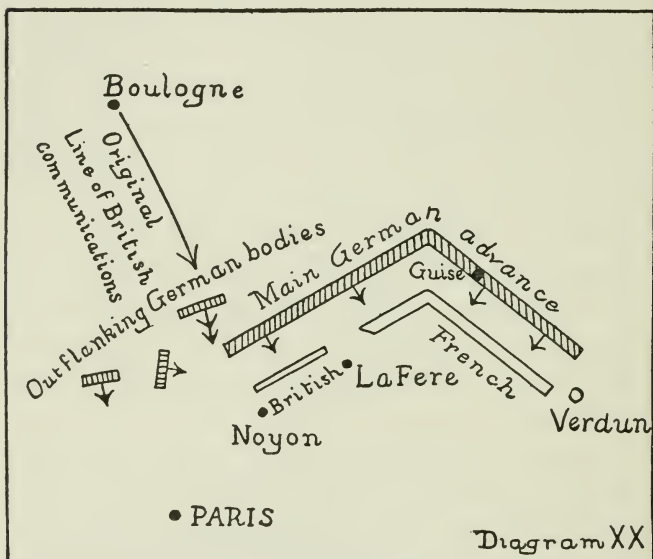 Boulogne
Original
Line of British
communications
Outflanking German bodies
Main German advance
Guise
French
British
LaFere
Noyon
Verdun
PARIS
Diagram XX